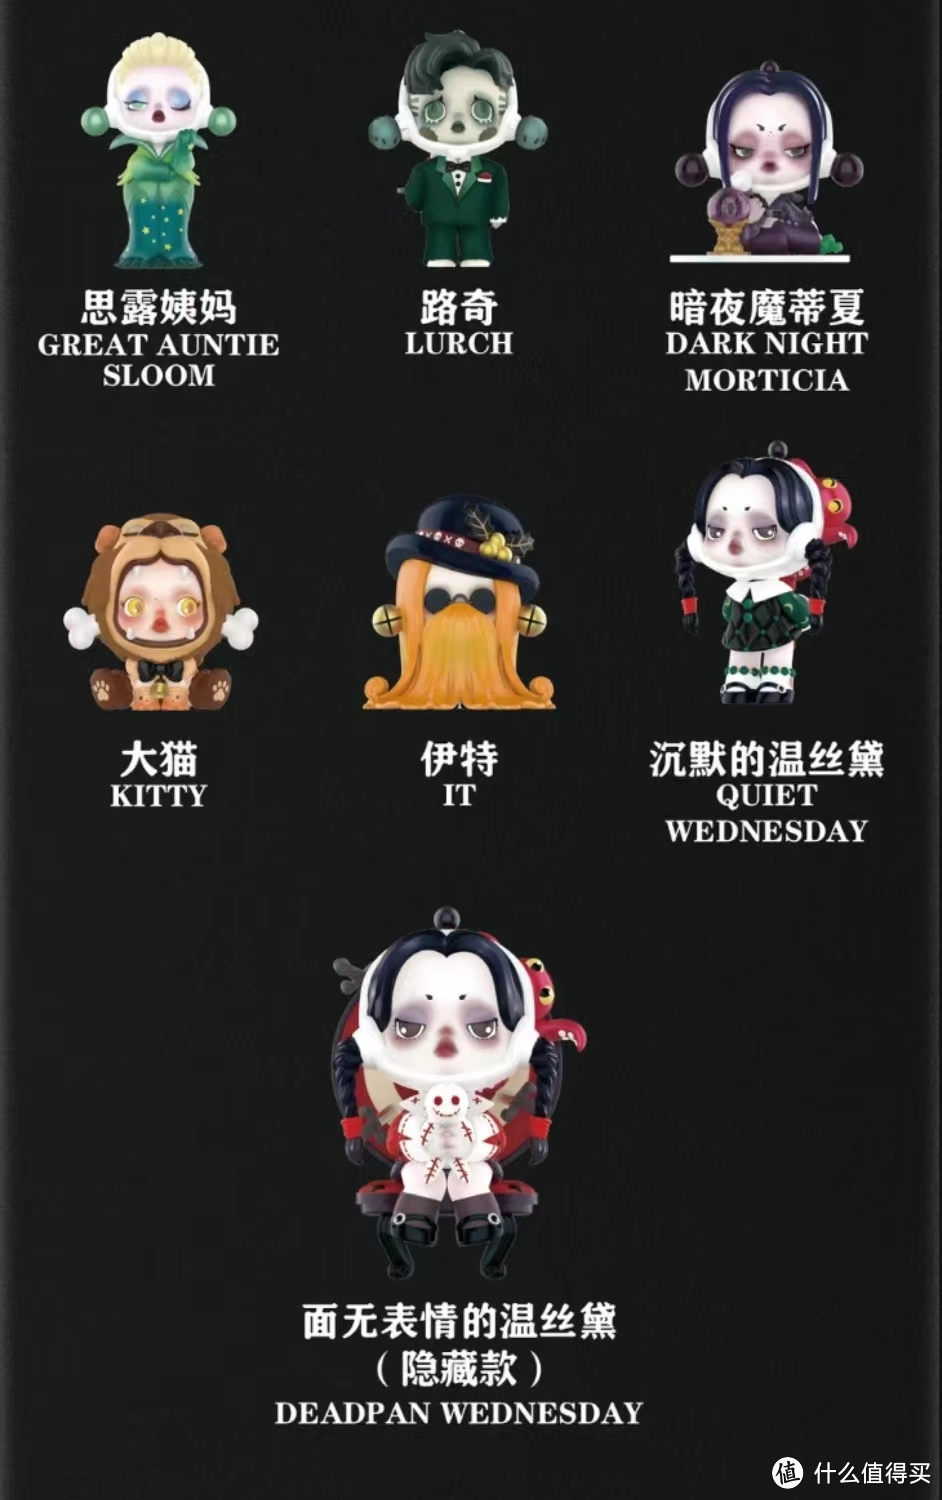 思露姨妈
GREAT AUNTIE
SLOOM
路奇
LURCH
暗夜魔蒂夏
DARK NIGHT
MORTICIA
大猫
KITTY
伊特
IT
沉默的温丝黛
QUIET
WEDNESDAY
面无表情的温丝黛
（隐藏款）
DEADPAN WEDNESDAY
值 什么值得买